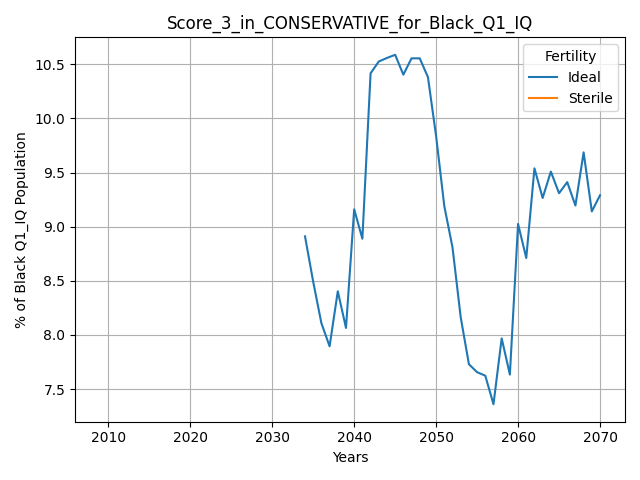 Score_3_in_CONSERVATIVE_for_Black_Q1_IQ
Fertility
Ideal
Sterile
% of Black Q1_IQ Population
10.5
10.0
9.5
9.0
8.5
8.0
7.5
2010 2020 2030 2040 2050 2060 2070
Years